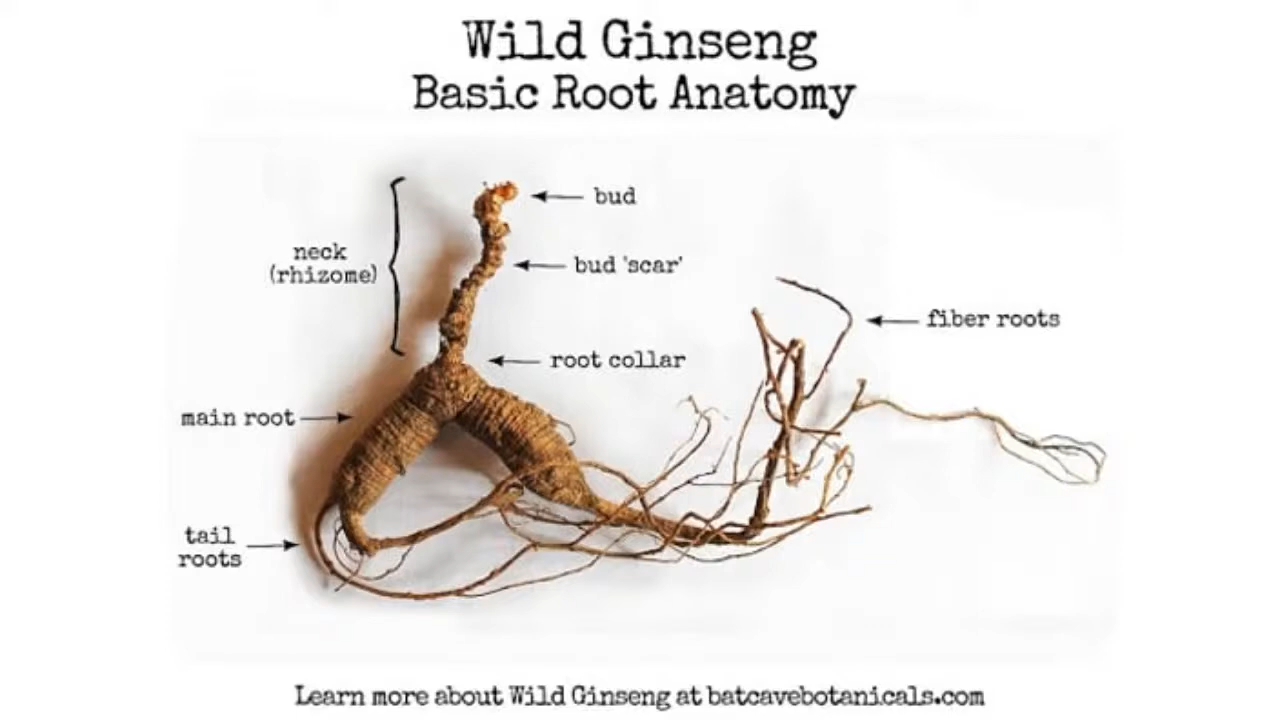 Wild Ginseng
Basic Root Anatomy
bud
neck
(rhizome)
bud 'scar'
fiber roots
root collar
main root
tail
roots
Learn more about Wild Ginseng at batcavebotanicals.com